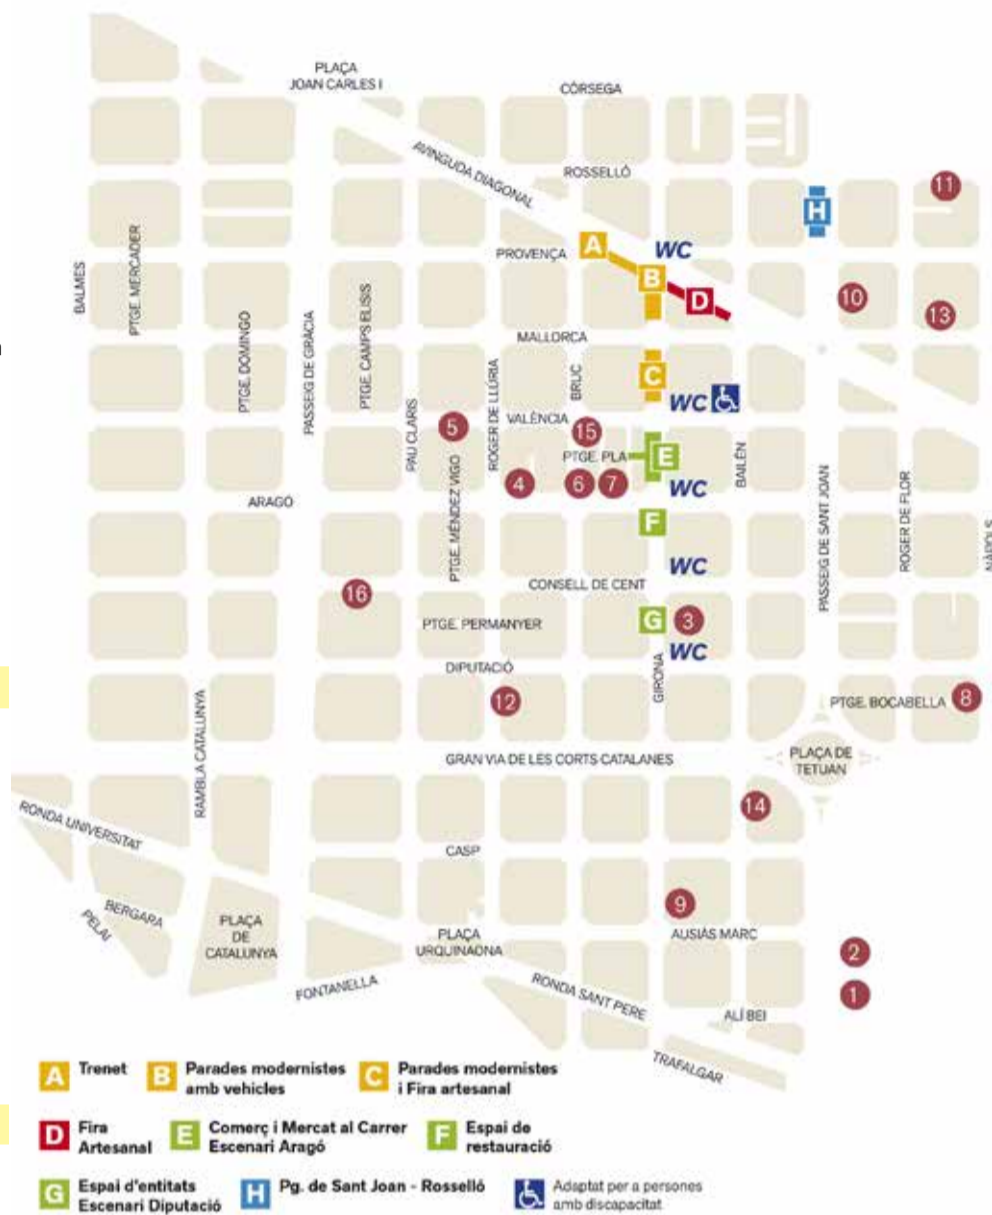 PLAÇA
JOAN CARLES I
CÒRSEGA
AVINGUDA DIAGONAL
ROSSELLÓ
11
H
BALMES
PTGE. MERCADER
PROVENÇA
A
WC
B
D
10
13
PTGE. DOMINGO
PASSEIG DE GRÀCIA
PTGE. CAMPS ELISIS
MALLORCA
C
BRUC
WC
PAU CLARIS
5
ROGER DE LLÚRIA
VALÈNCIA
15
PTGE. PLA
E
BAILÈN
4
6
7
WC
ARAGÓ
PTGE. MÉNDEZ VIGO
F
PASSEIG DE SANT JOAN
ROGER DE FLOR
NÀPOLS
WC
CONSELL DE CENT
16
PTGE. PERMANYER
G
3
WC
DIPUTACIÓ
GIRONA
12
PTGE. BOCABELLA
8
RAMBLA CATALUNYA
GRAN VIA DE LES CORTS CATALANES
PLAÇA DE
TETUAN
14
RONDA UNIVERSITAT
CASP
BERGARA
PELAI
PLAÇA
DE
CATALUNYA
9
PLAÇA
URQUINAONA
AUSIÀS MARC
2
FONTANELLA
RONDA SANT PERE
1
ALÍ BEI
TRAFALGAR
A Trenet
B Parades modernistes
amb vehicles
C Parades modernistes
i Fira artesanal
D Fira
Artesanal
E Comerç i Mercat al Carrer
Escenari Aragó
F Espai de
restauració
G Espai d'entitats
Escenari Diputació
H Pg. de Sant Joan - Rosselló
Adaptat per a persones
amb discapacitat